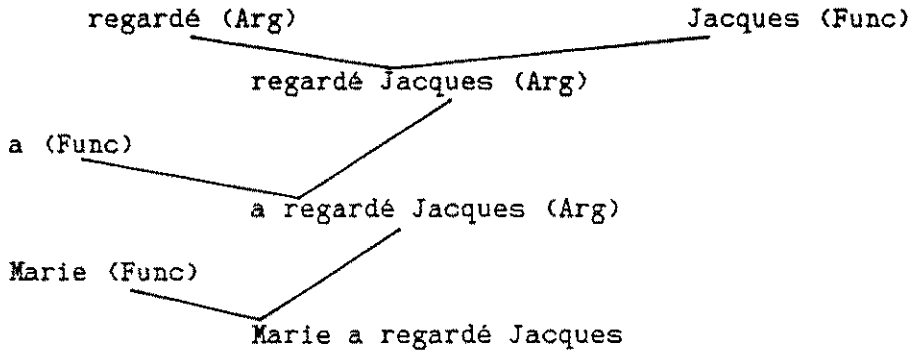 regardé (Arg) Jacques (Func)
regardé Jacques (Arg)
a (Func)
a regardé Jacques (Arg)
Marie (Func)
Marie a regardé Jacques